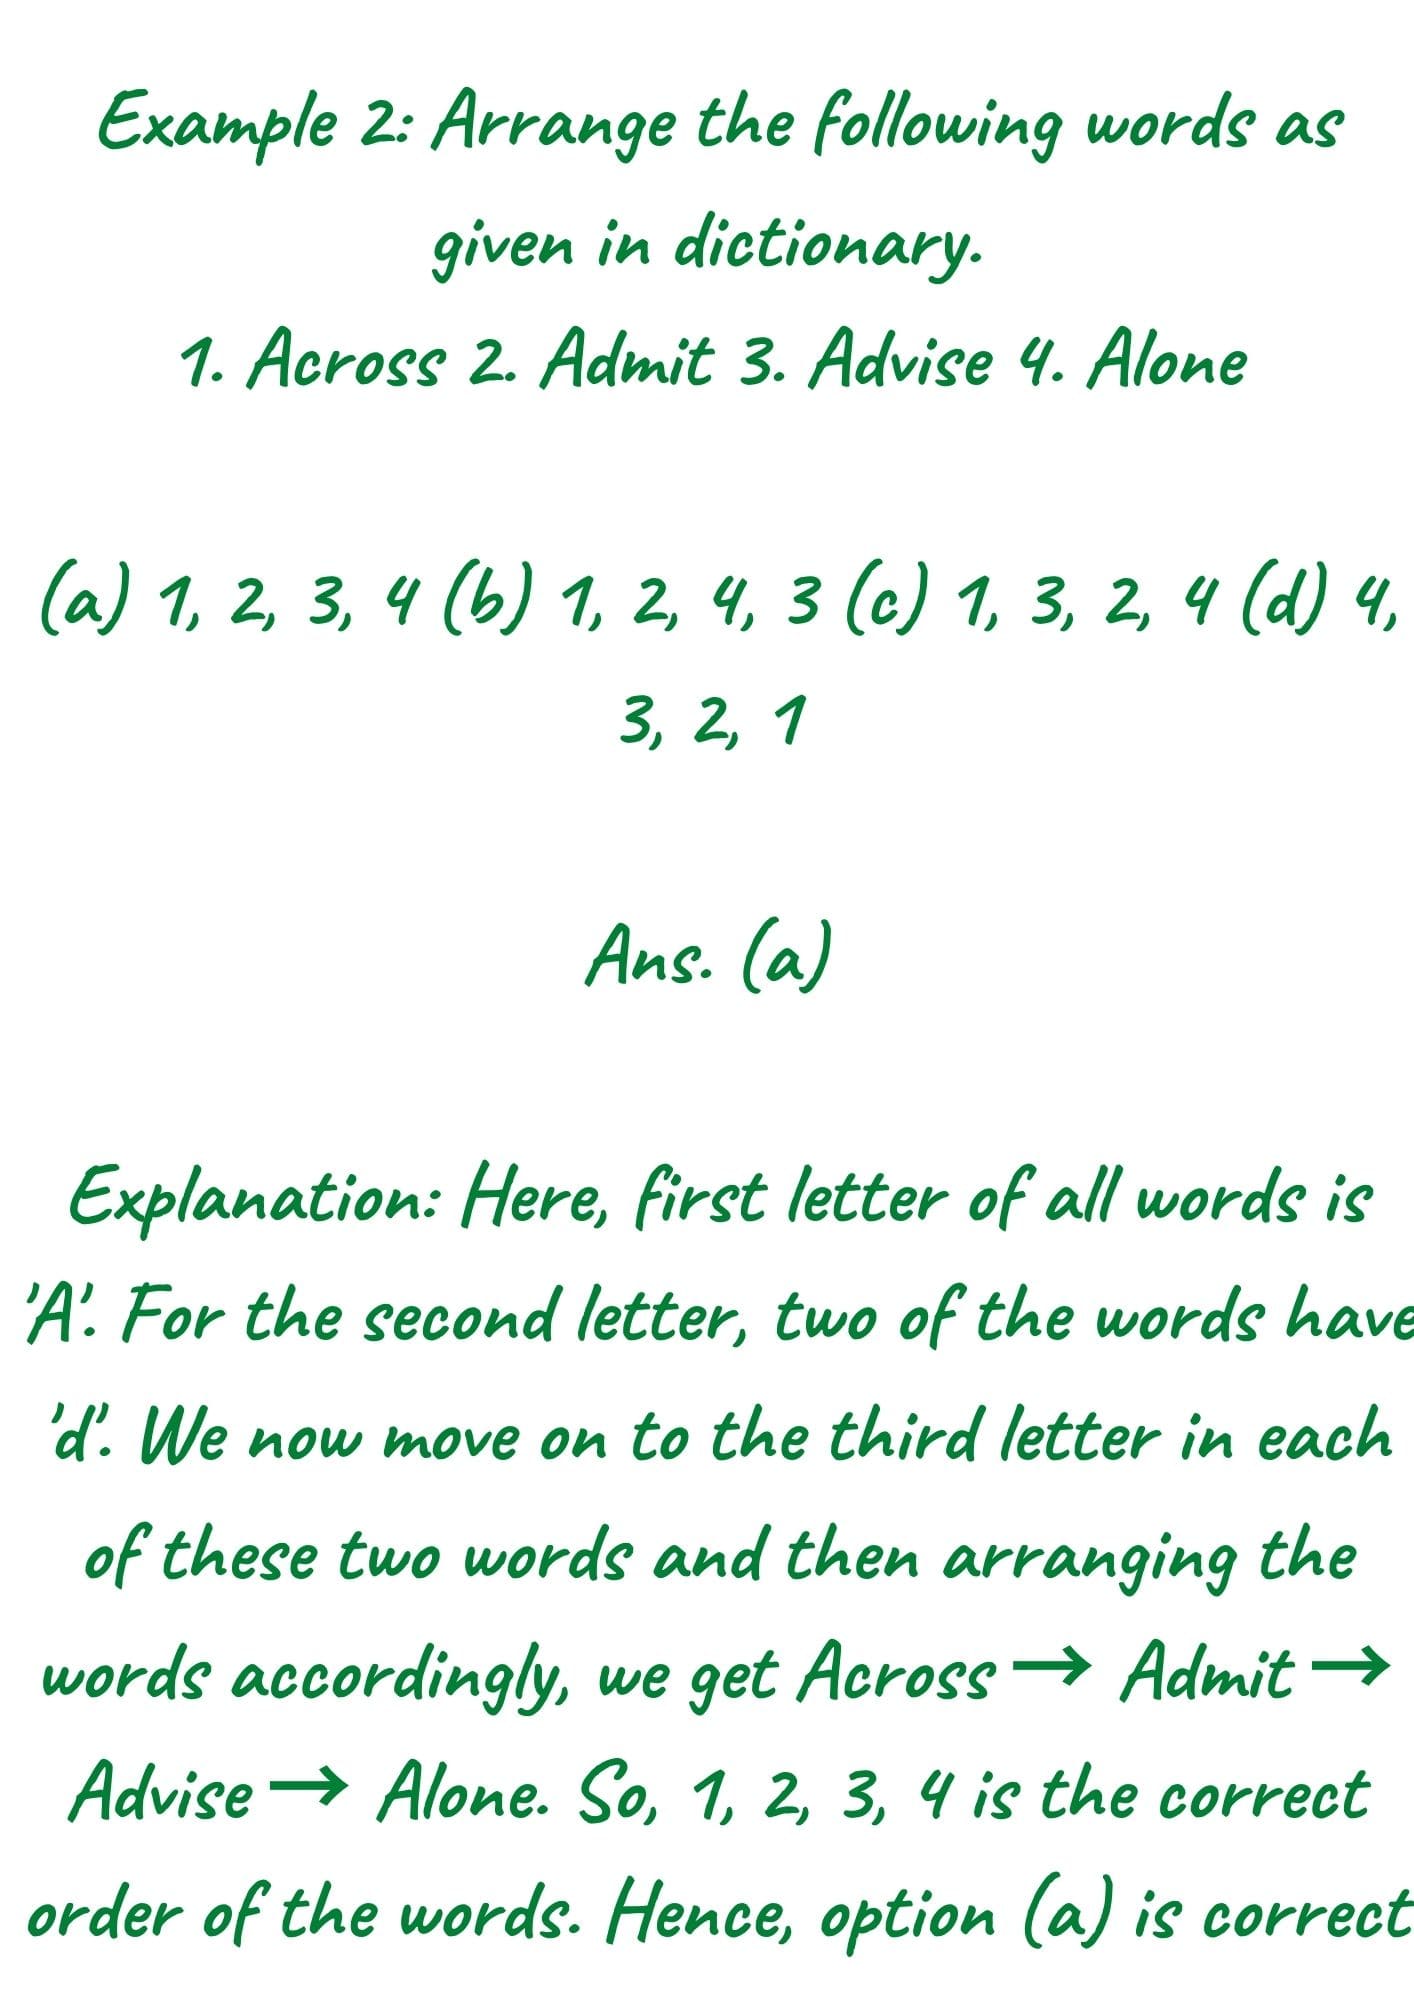 Example 2: Arrange the following words as
given in dictionary.
1. Across 2. Admit 3. Advise 4. Alone
(a) 1, 2, 3, 4 (b) 1, 2, 4, 3 (c) 1, 3, 2, 4 (d) 4,
3, 2, 1
Ans. (a)
Explanation: Here, first letter of all words is
'A'. For the second letter, two of the words have
'd'. We now move on to the third letter in each
of these two words and then arranging the
words accordingly, we get Across → Admit →
Advise → Alone. So, 1, 2, 3, 4 is the correct
order of the words. Hence, option (a) is correct